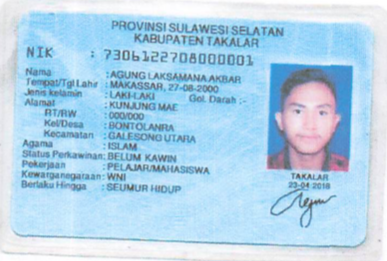 PROVINSI SULAWESI SELATAN
KABUPATEN TAKALAR
NIK : 7306122708000001
Nama : AGUNG LAKSAMANA AKBAR
Tempat/Tgl Lahir : MAKASSAR, 27-08-2000
Jenis kelamin : LAKI-LAKI Gol. Darah :-
Alamat : KUNJUNG MAE
RT/RW : 000/000
Kel/Desa : BONTOLANRA
Kecamatan : GALESONG UTARA
Agama : ISLAM
Status Perkawinan: BELUM KAWIN
Pekerjaan : PELAJAR/MAHASISWA
Kewarganegaraan: WNI
Berlaku Hingga : SEUMUR HIDUP
TAKALAR
23-04-2018